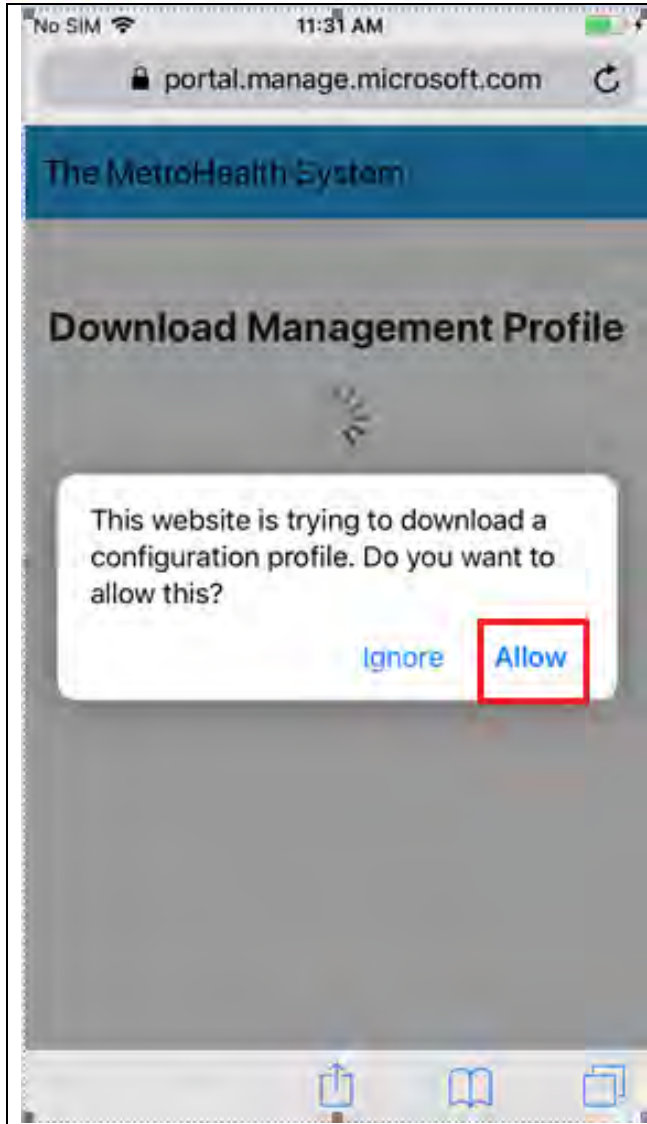 No SIM 11:31 AM
portal.manage.microsoft.com
The MetroHealth System
Download Management Profile
This website is trying to download a
configuration profile. Do you want to
allow this?
Ignore Allow